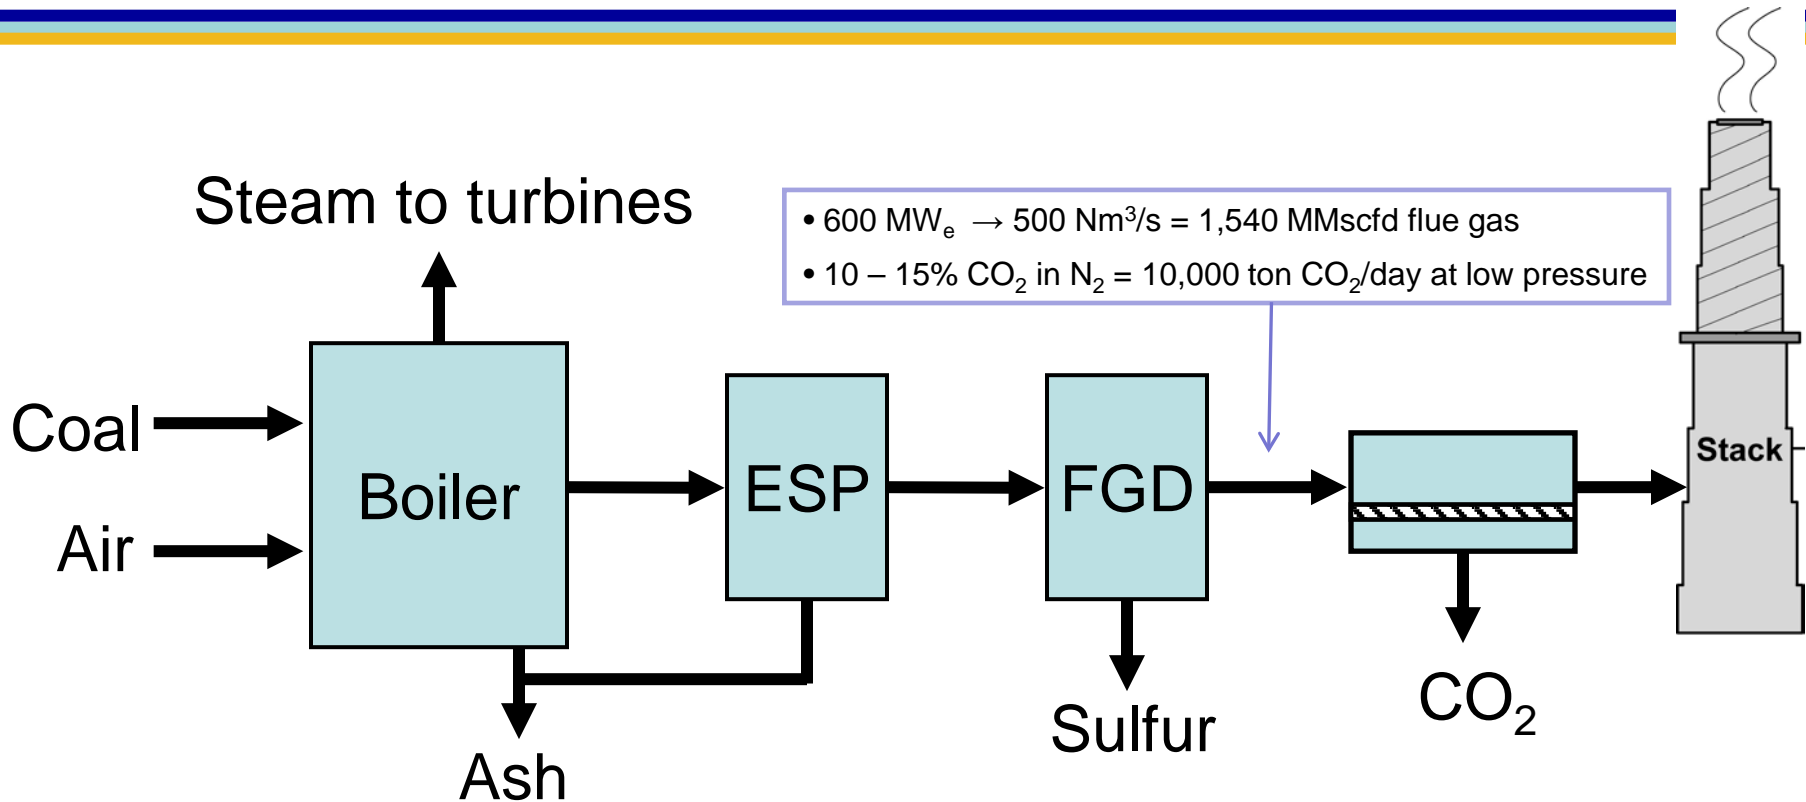 Steam to turbines
• 600 MWₑ → 500 Nm³/s = 1,540 MMscfd flue gas
• 10 – 15% CO₂ in N₂ = 10,000 ton CO₂/day at low pressure
Coal
Air
Boiler
ESP
FGD
Stack
Ash
Sulfur
CO₂